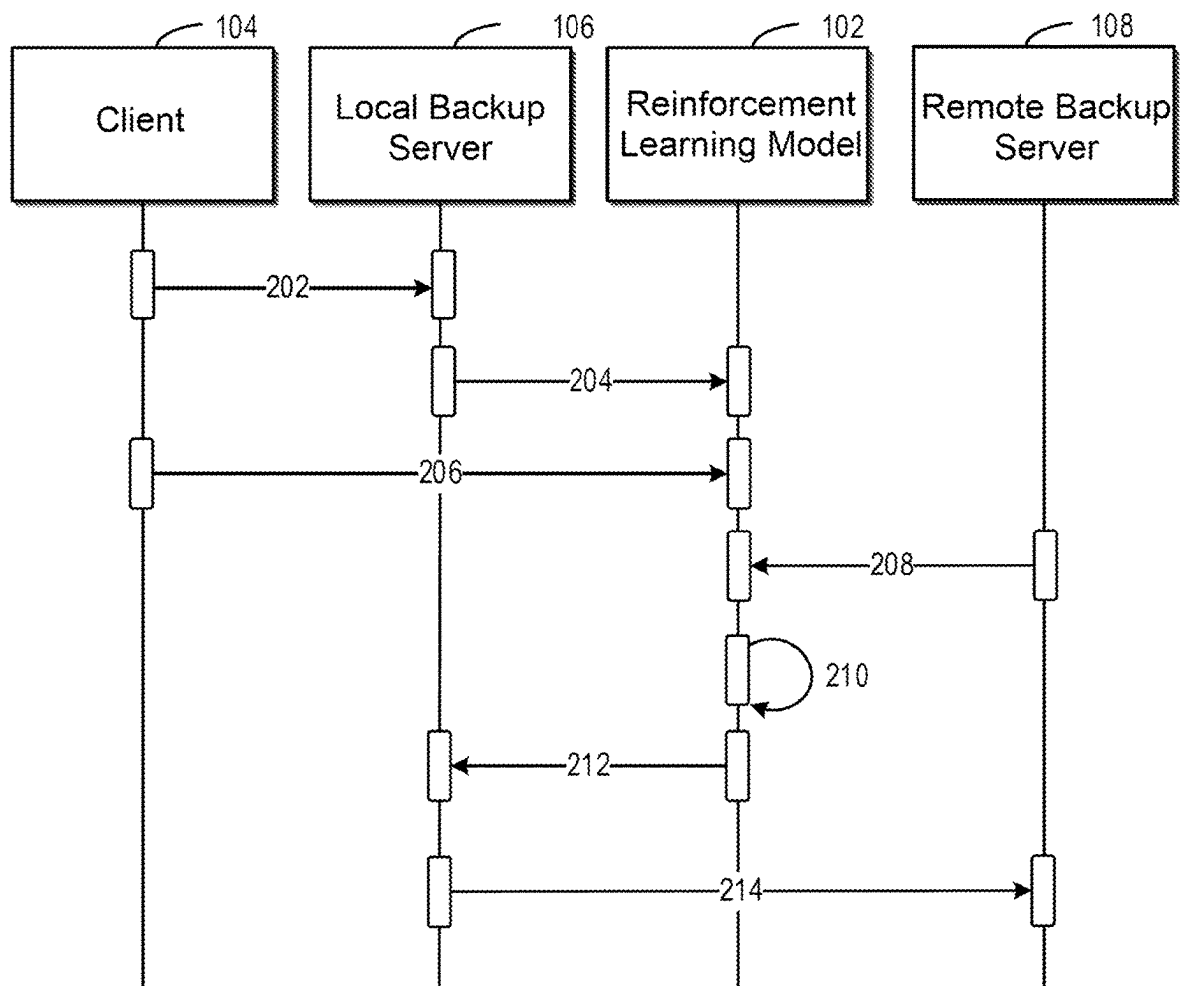 104
106
102
108
Client
Local Backup
Server
Reinforcement
Learning Model
Remote Backup
Server
202
204
206
208
210
212
214